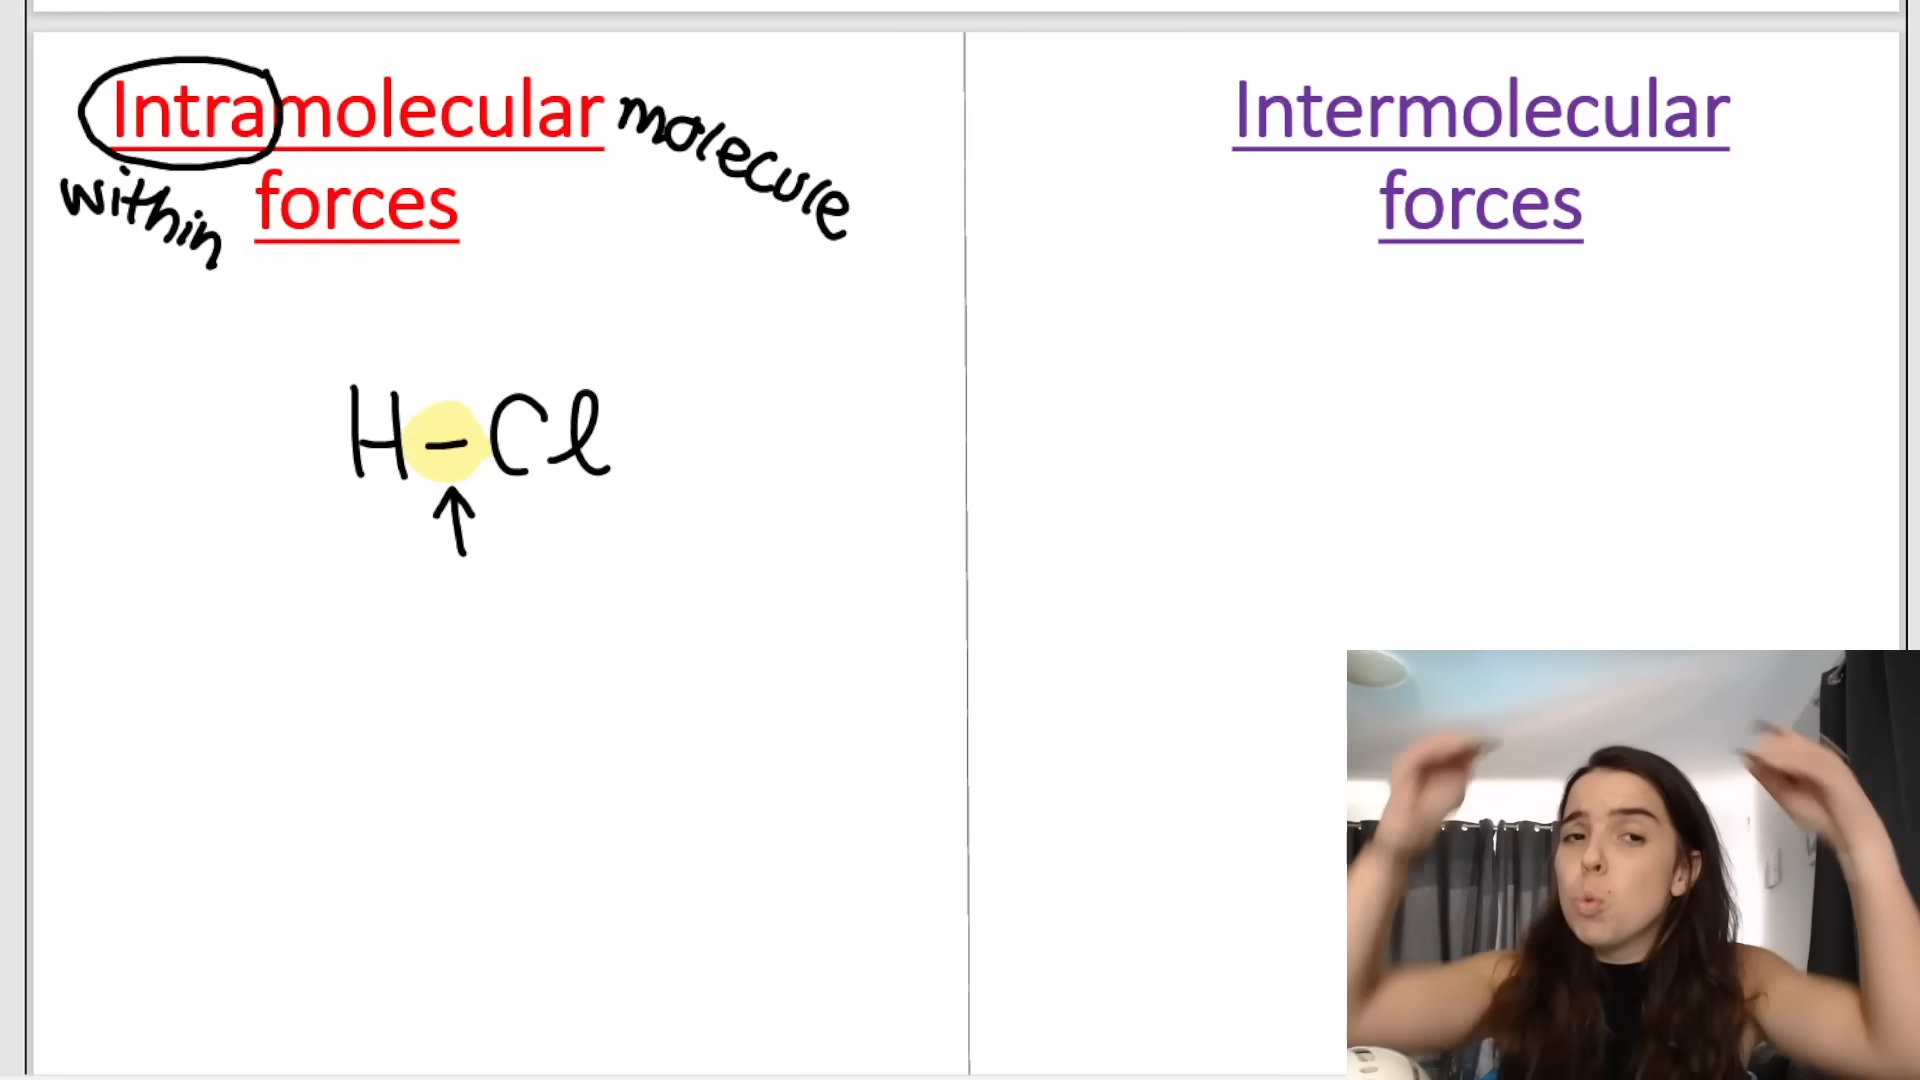 Intramolecular molecule
within forces
H-Cl
Intermolecular
forces